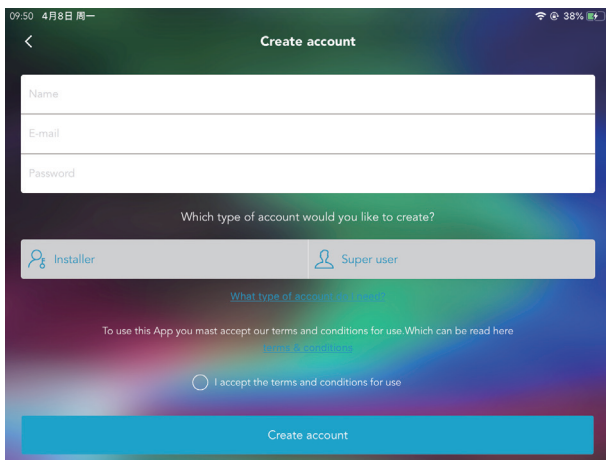 09:50 4月8日 周一 38%
Create account
Name
E-mail
Password
Which type of account would you like to create?
Installer Super user
What type of account do I need?
To use this App you mast accept our terms and conditions for use.Which can be read here
terms & conditions
I accept the terms and conditions for use
Create account